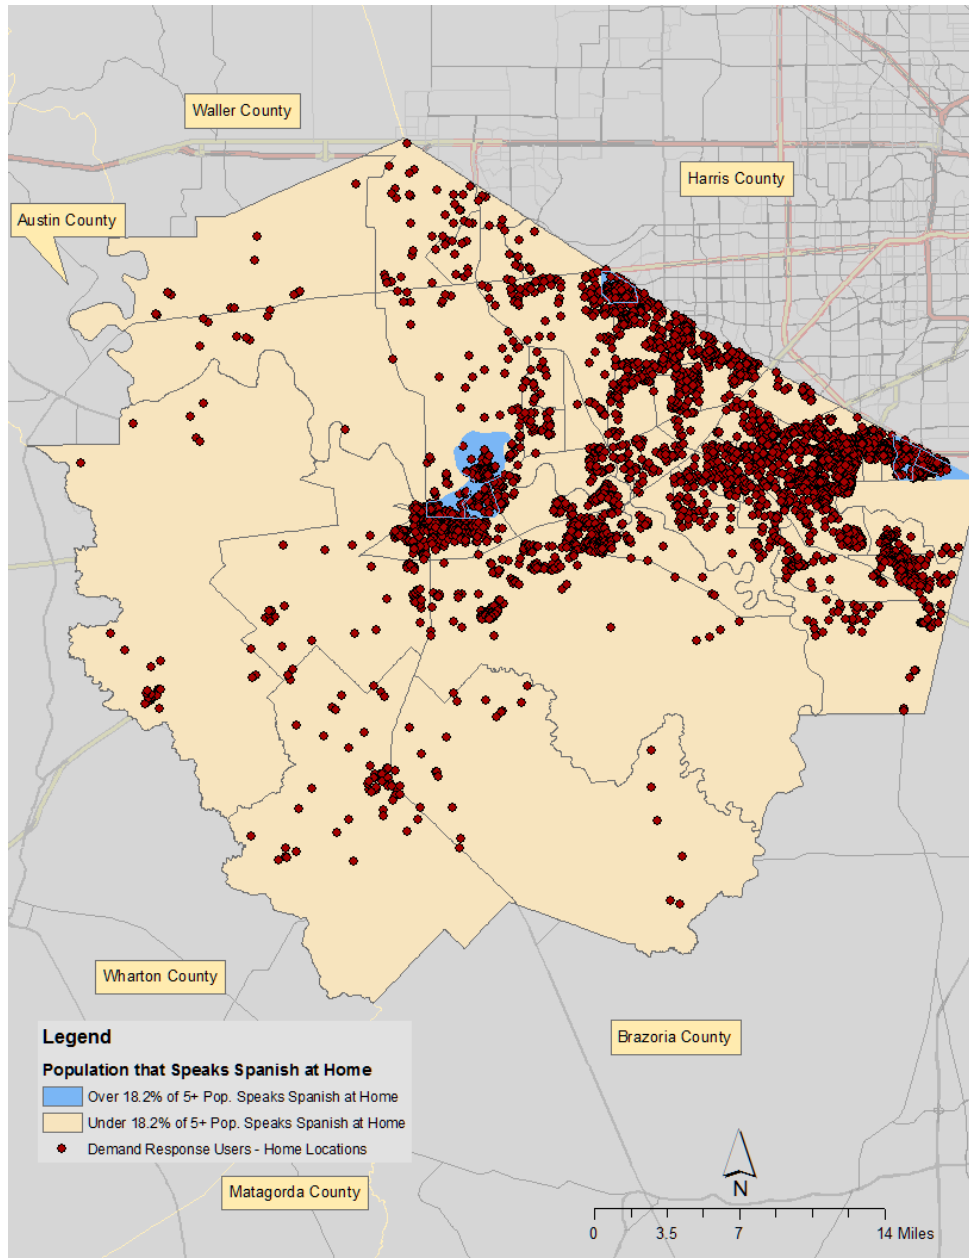 Waller County
Harris County
Austin County
Wharton County
Brazoria County
Legend
Population that Speaks Spanish at Home
Over 18.2% of 5+ Pop. Speaks Spanish at Home
Under 18.2% of 5+ Pop. Speaks Spanish at Home
Demand Response Users - Home Locations
Matagorda County
N
0 3.5 7 14 Miles